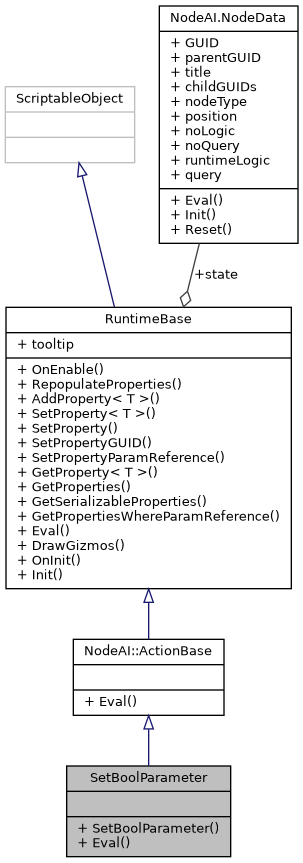 NodeAI.NodeData
+ GUID
+ parentGUID
+ title
+ childGUIDs
+ nodeType
+ position
+ noLogic
+ noQuery
+ runtimeLogic
+ query
+ Eval()
+ Init()
+ Reset()
ScriptableObject
+state
RuntimeBase
+ tooltip
+ OnEnable()
+ RepopulateProperties()
+ AddProperty< T >()
+ SetProperty< T >()
+ SetProperty()
+ SetPropertyGUID()
+ SetPropertyParamReference()
+ GetProperty< T >()
+ GetProperties()
+ GetSerializableProperties()
+ GetPropertiesWhereParamReference()
+ Eval()
+ DrawGizmos()
+ OnInit()
+ Init()
NodeAI::ActionBase
+ Eval()
SetBoolParameter
+ SetBoolParameter()
+ Eval()